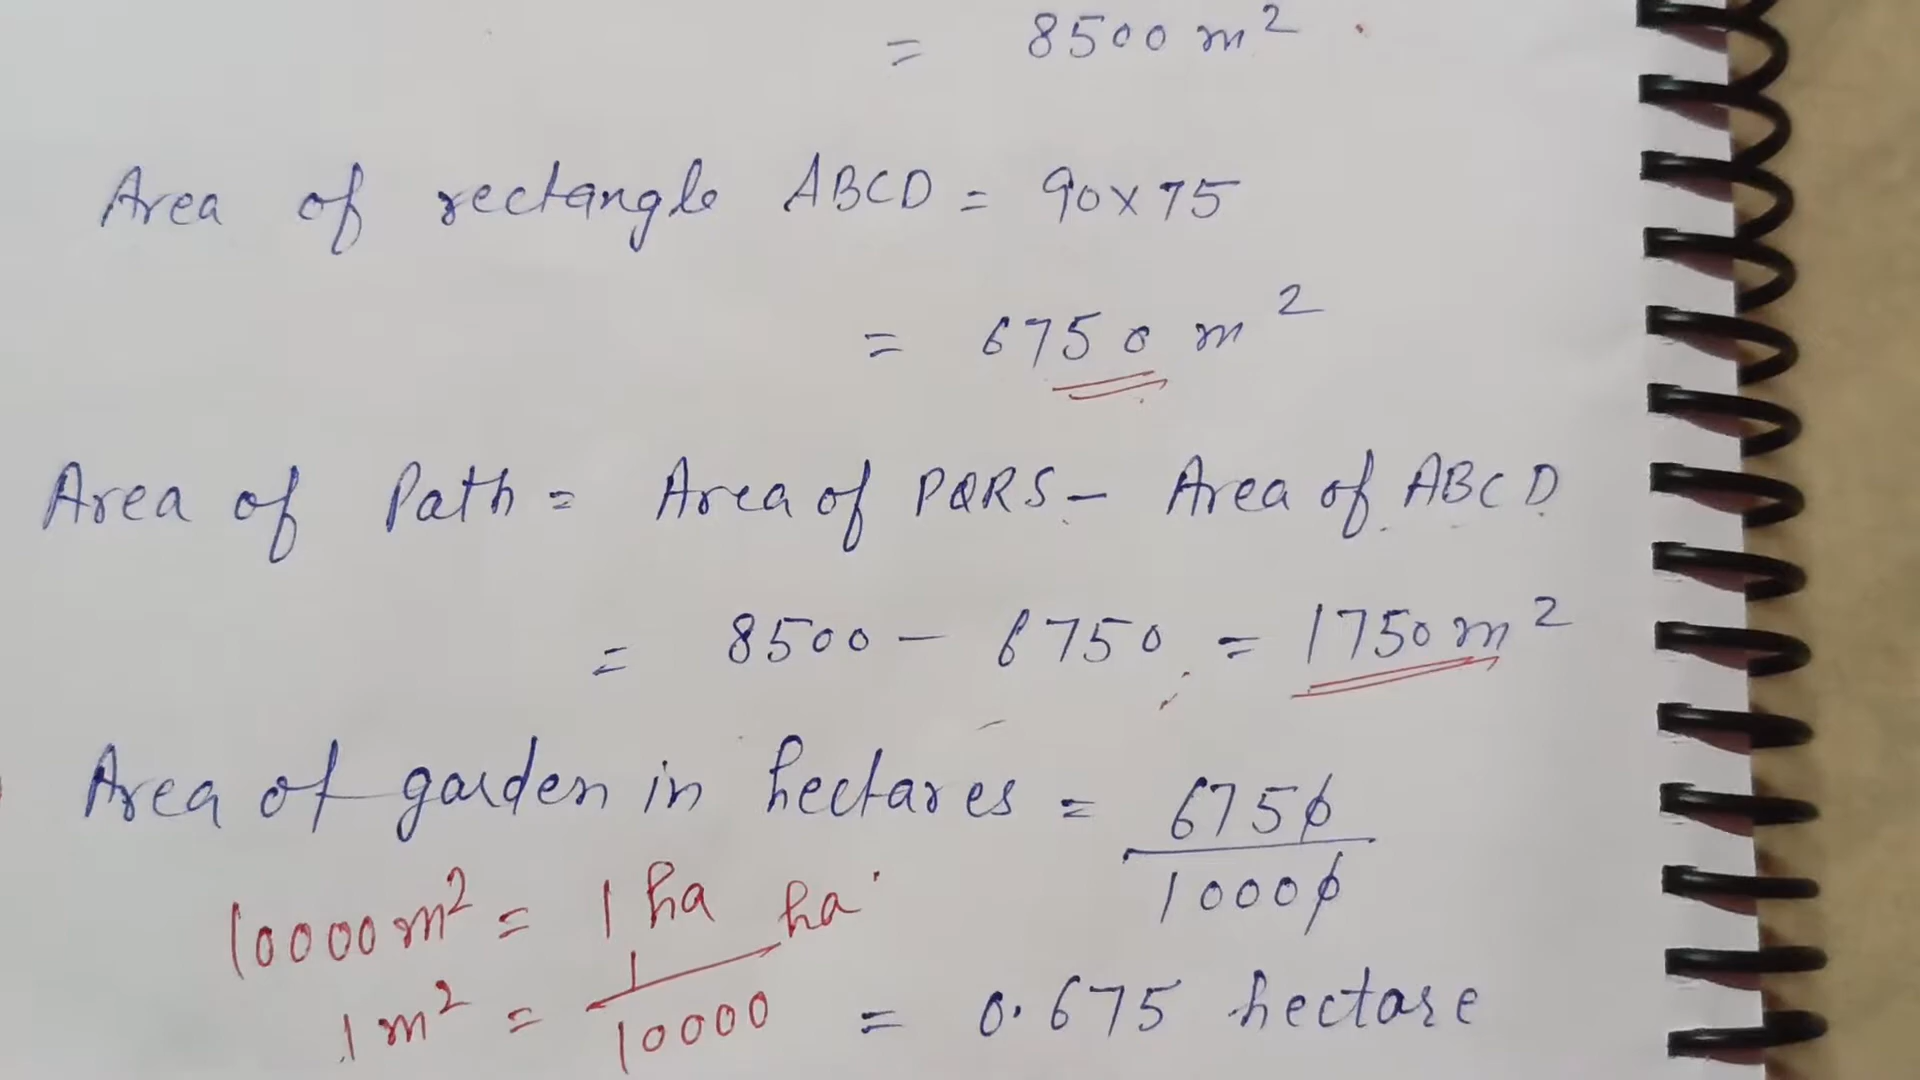 = 8500 m²
Area of rectangle ABCD = 90 x 75
= 6750 m²
Area of Path = Area of PQRS - Area of ABCD
= 8500 - 6750 = 1750 m²
Area of garden in hectares = 6750/10000
10000 m² = 1 ha
1 m² = 1/10000 ha
= 0.675 hectare